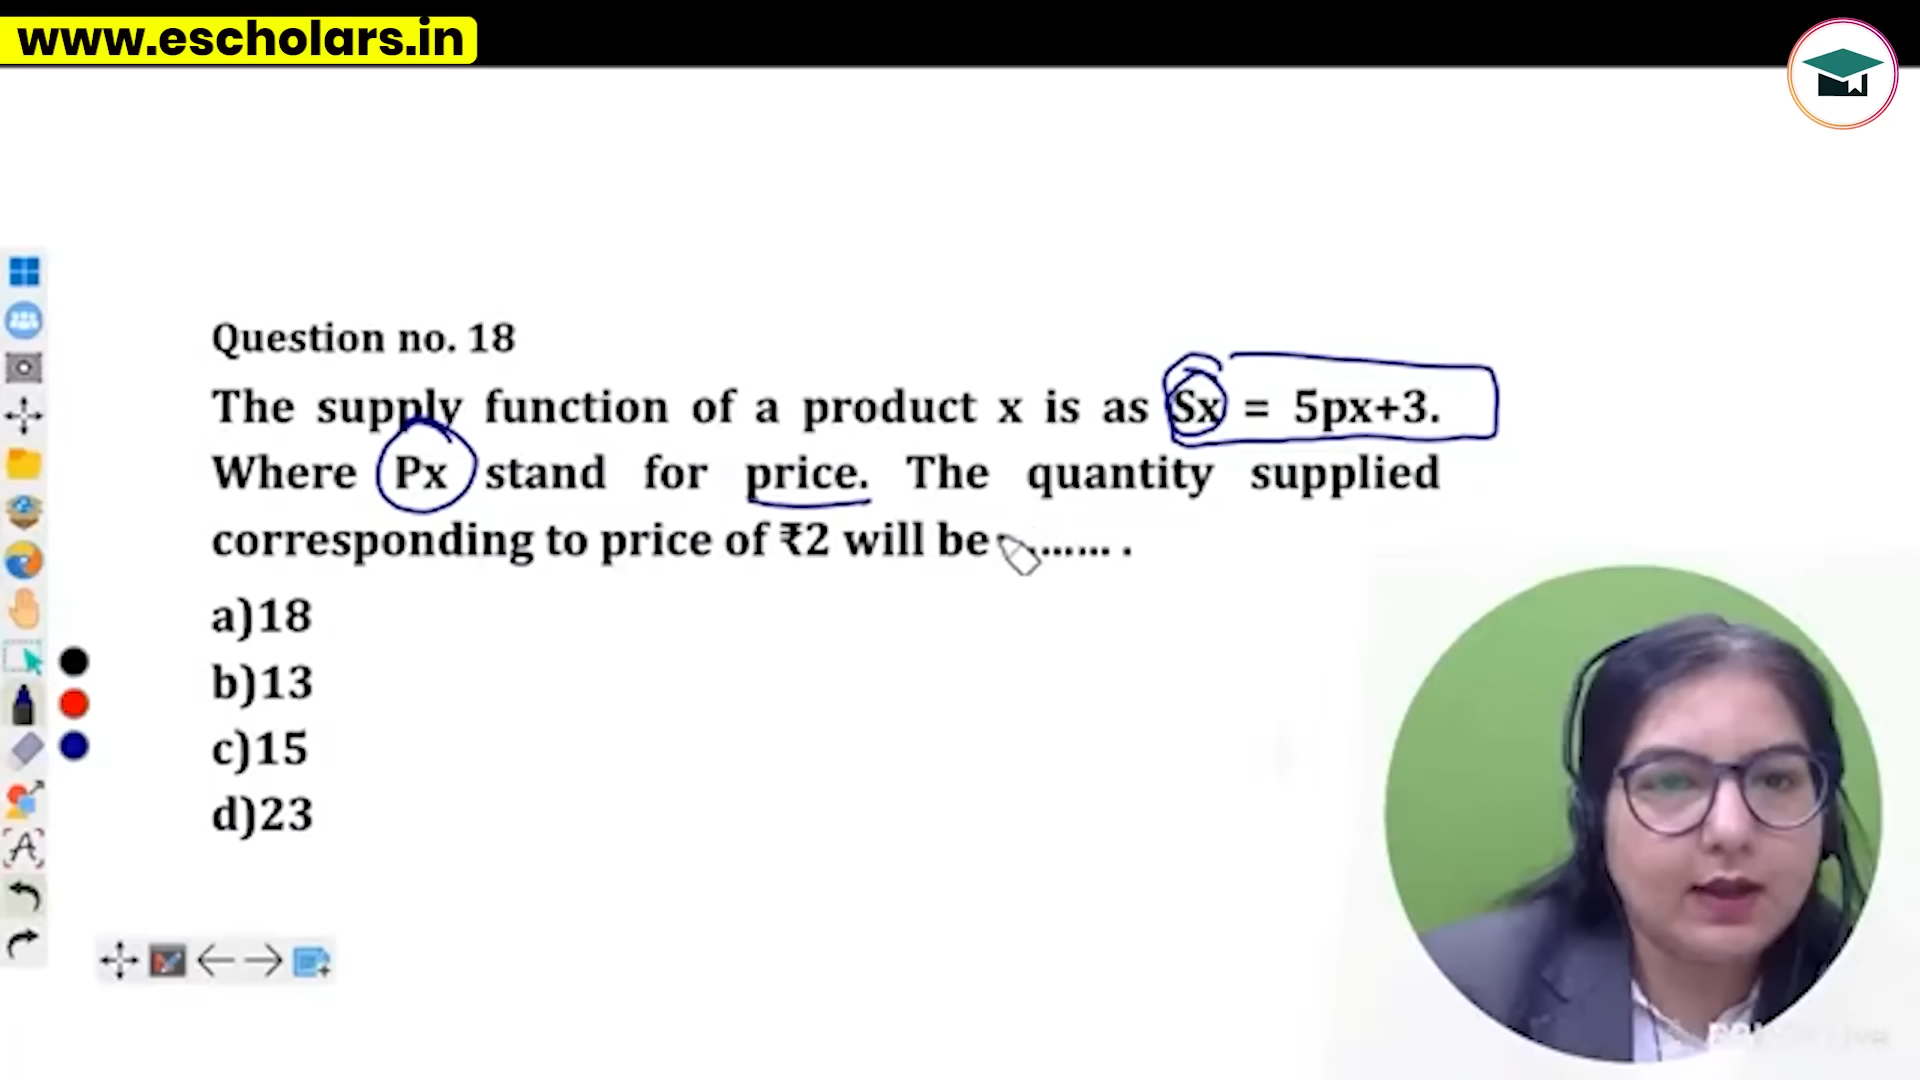 www.escholars.in
Question no. 18
The supply function of a product x is as Sx = 5px+3.
Where Px stand for price. The quantity supplied
corresponding to price of ₹2 will be ........ .
a)18
b)13
c)15
d)23